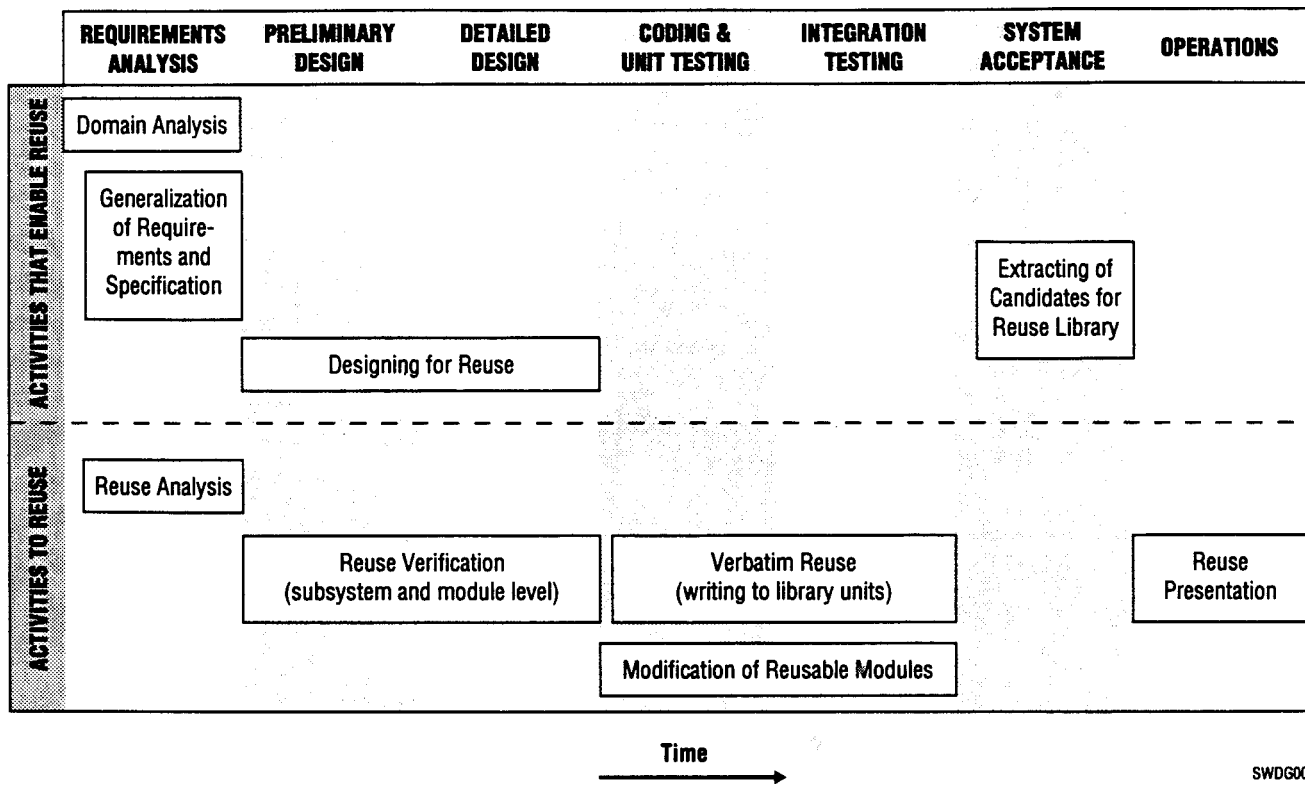 REQUIREMENTS
ANALYSIS
PRELIMINARY
DESIGN
DETAILED
DESIGN
CODING &
UNIT TESTING
INTEGRATION
TESTING
SYSTEM
ACCEPTANCE
OPERATIONS
ACTIVITIES THAT ENABLE REUSE
Domain Analysis
Generalization
of Require-
ments and
Specification
Extracting of
Candidates for
Reuse Library
Designing for Reuse
ACTIVITIES TO REUSE
Reuse Analysis
Reuse Verification
(subsystem and module level)
Verbatim Reuse
(writing to library units)
Reuse
Presentation
Modification of Reusable Modules
Time